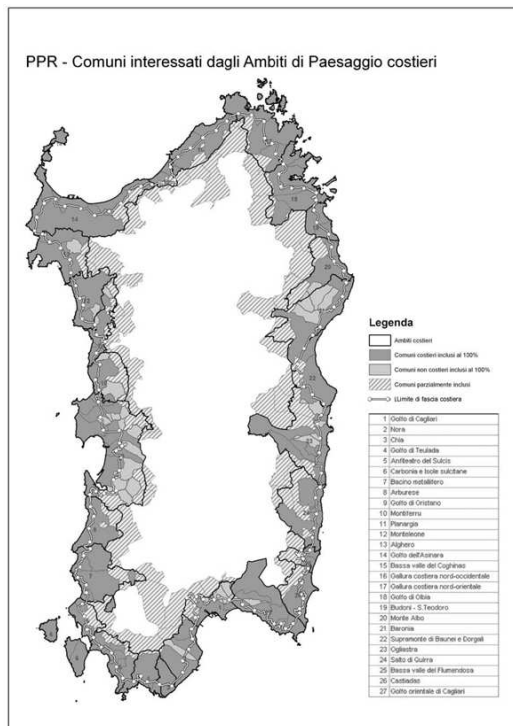 PPR - Comuni interessati dagli Ambiti di Paesaggio costieri
14
18
20
22
Legenda
Ambiti costieri
Comuni costieri inclusi al 100%
Comuni non costieri inclusi al 100%
Comuni parzialmente inclusi
Limite di fascia costiera
1 Golfo di Cagliari
2 Nora
3 Chia
4 Golfo di Teulada
5 Anfiteatro del Sulcis
6 Carbonia e Isole sulcitane
7 Bacino metallifero
8 Arburese
9 Golfo di Oristano
10 Montiferru
11 Planargia
12 Monteleone
13 Alghero
14 Golfo dell'Asinara
15 Bassa valle del Coghinas
16 Gallura costiera nord-occidentale
17 Gallura costiera nord-orientale
18 Golfo di Olbia
19 Budoni - S.Teodoro
20 Monte Albo
21 Baronia
22 Supramonte di Baunei e Dorgali
23 Ogliastra
24 Salto di Quirra
25 Bassa valle del Flumendosa
26 Castiadas
27 Golfo orientale di Cagliari